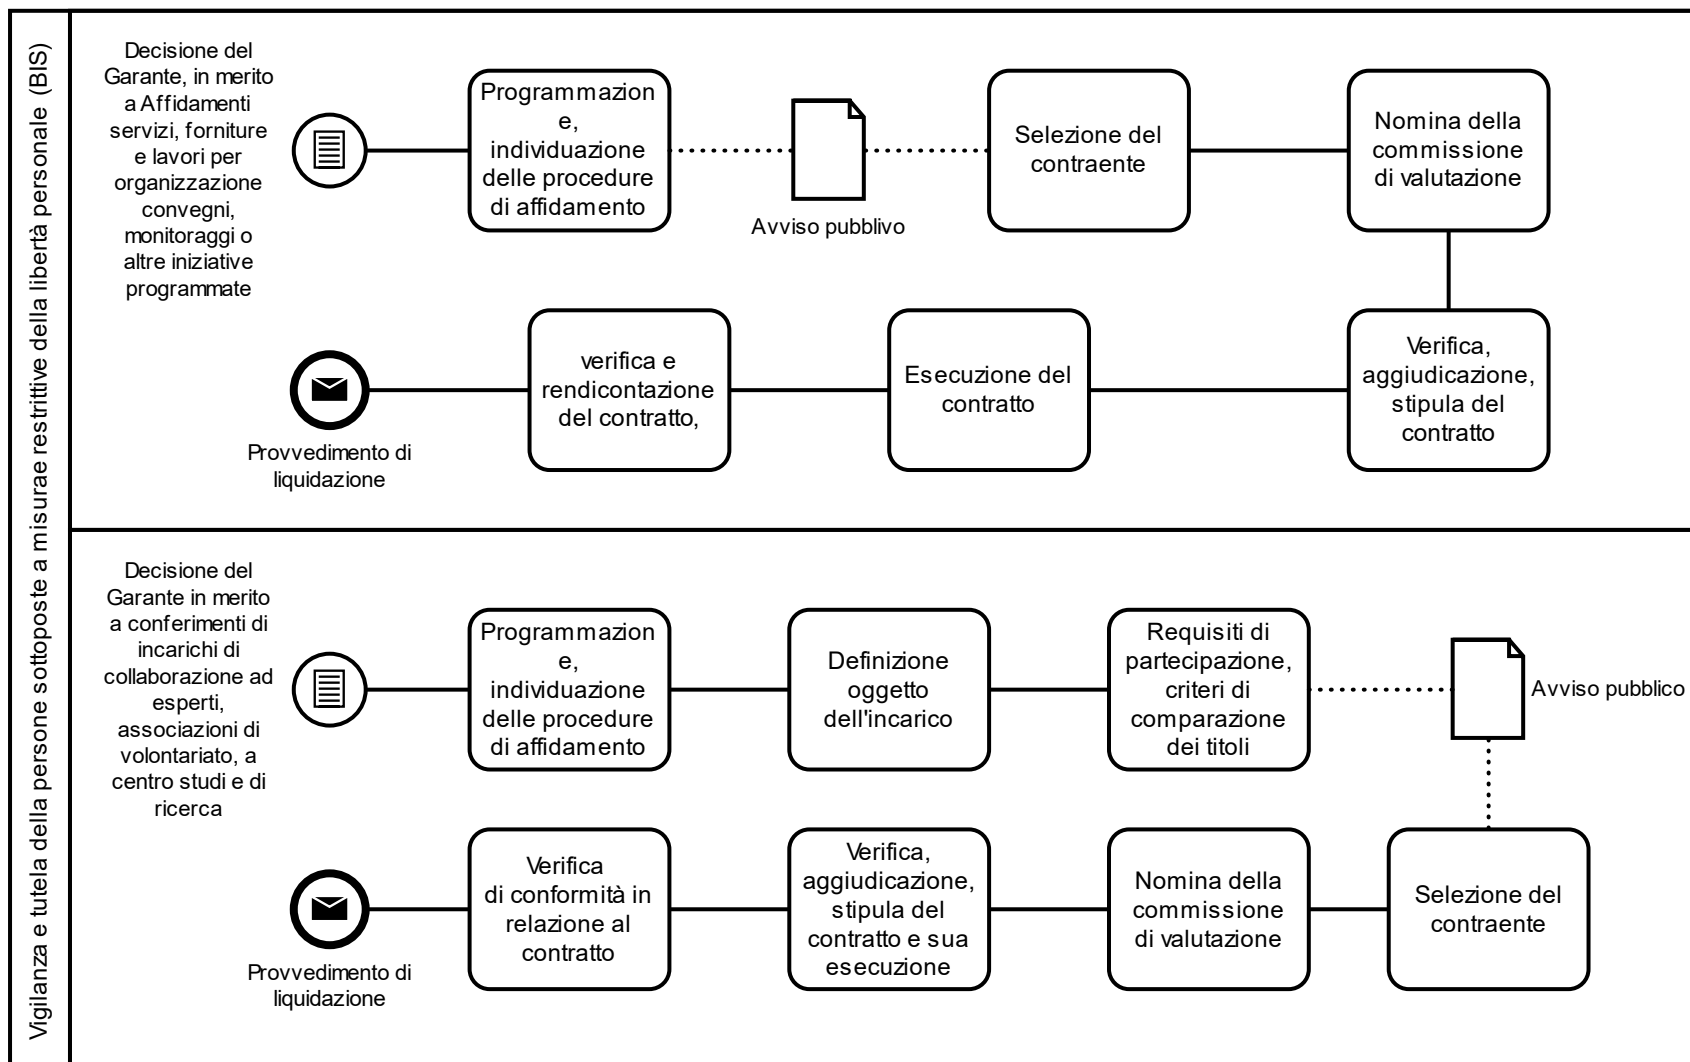 Vigilanza e tutela della persone sottoposte a misurae restrittive della libertà personale (BIS)
Decisione del
Garante, in merito
a Affidamenti
servizi, forniture
e lavori per
organizzazione
convegni,
monitoraggi o
altre iniziative
programmate
Programmazion
e,
individuazione
delle procedure
di affidamento
Avviso pubblivo
Selezione del
contraente
Nomina della
commissione
di valutazione
Verifica,
aggiudicazione,
stipula del
contratto
Esecuzione del
contratto
verifica e
rendicontazione
del contratto,
Provvedimento di
liquidazione
Decisione del
Garante in merito
a conferimenti di
incarichi di
collaborazione ad
esperti,
associazioni di
volontariato, a
centro studi e di
ricerca
Programmazion
e,
individuazione
delle procedure
di affidamento
Definizione
oggetto
dell'incarico
Requisiti di
partecipazione,
criteri di
comparazione
dei titoli
Avviso pubblico
Selezione del
contraente
Nomina della
commissione
di valutazione
Verifica,
aggiudicazione,
stipula del
contratto e sua
esecuzione
Verifica
di conformità in
relazione al
contratto
Provvedimento di
liquidazione